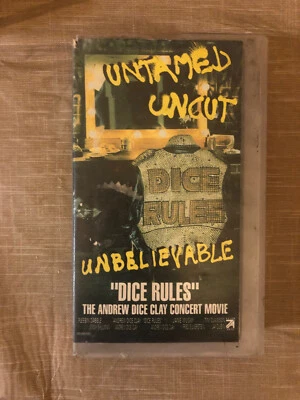 UNTAMED
UNCUT
DICE
RULES
UNBELIEVABLE
"DICE RULES"
THE ANDREW DICE CLAY CONCERT MOVIE